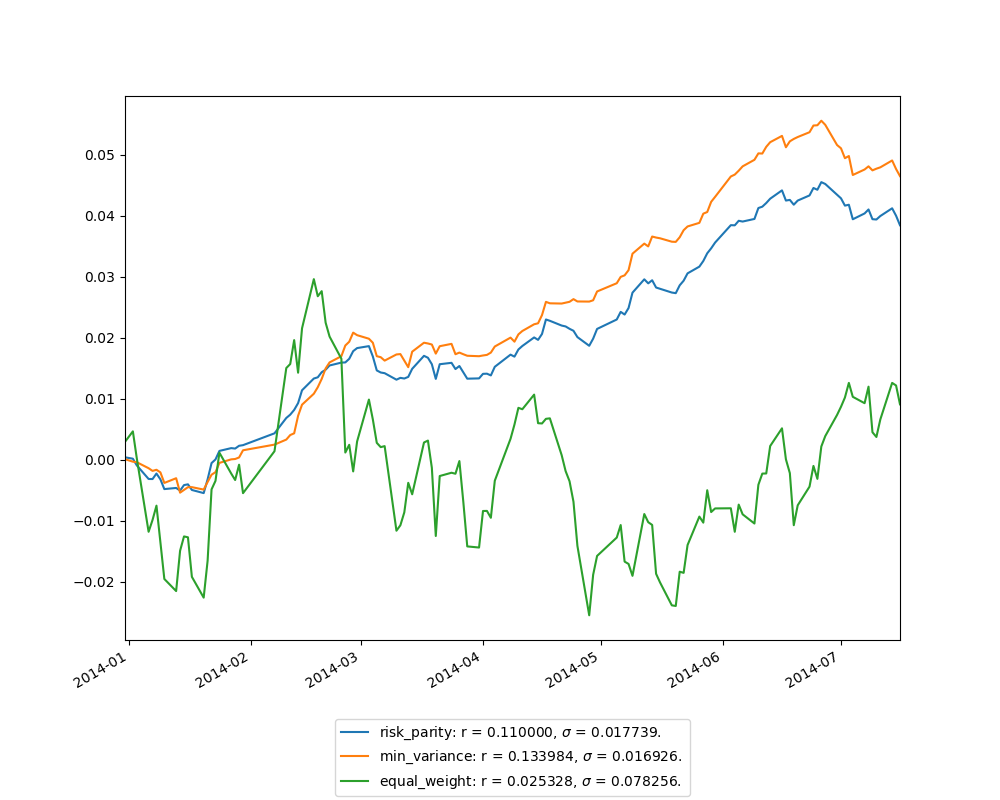 0.05
0.04
0.03
0.02
0.01
0.00
−0.01
−0.02
2014-01 2014-02 2014-03 2014-04 2014-05 2014-06 2014-07
risk_parity: r = 0.110000, σ = 0.017739.
min_variance: r = 0.133984, σ = 0.016926.
equal_weight: r = 0.025328, σ = 0.078256.